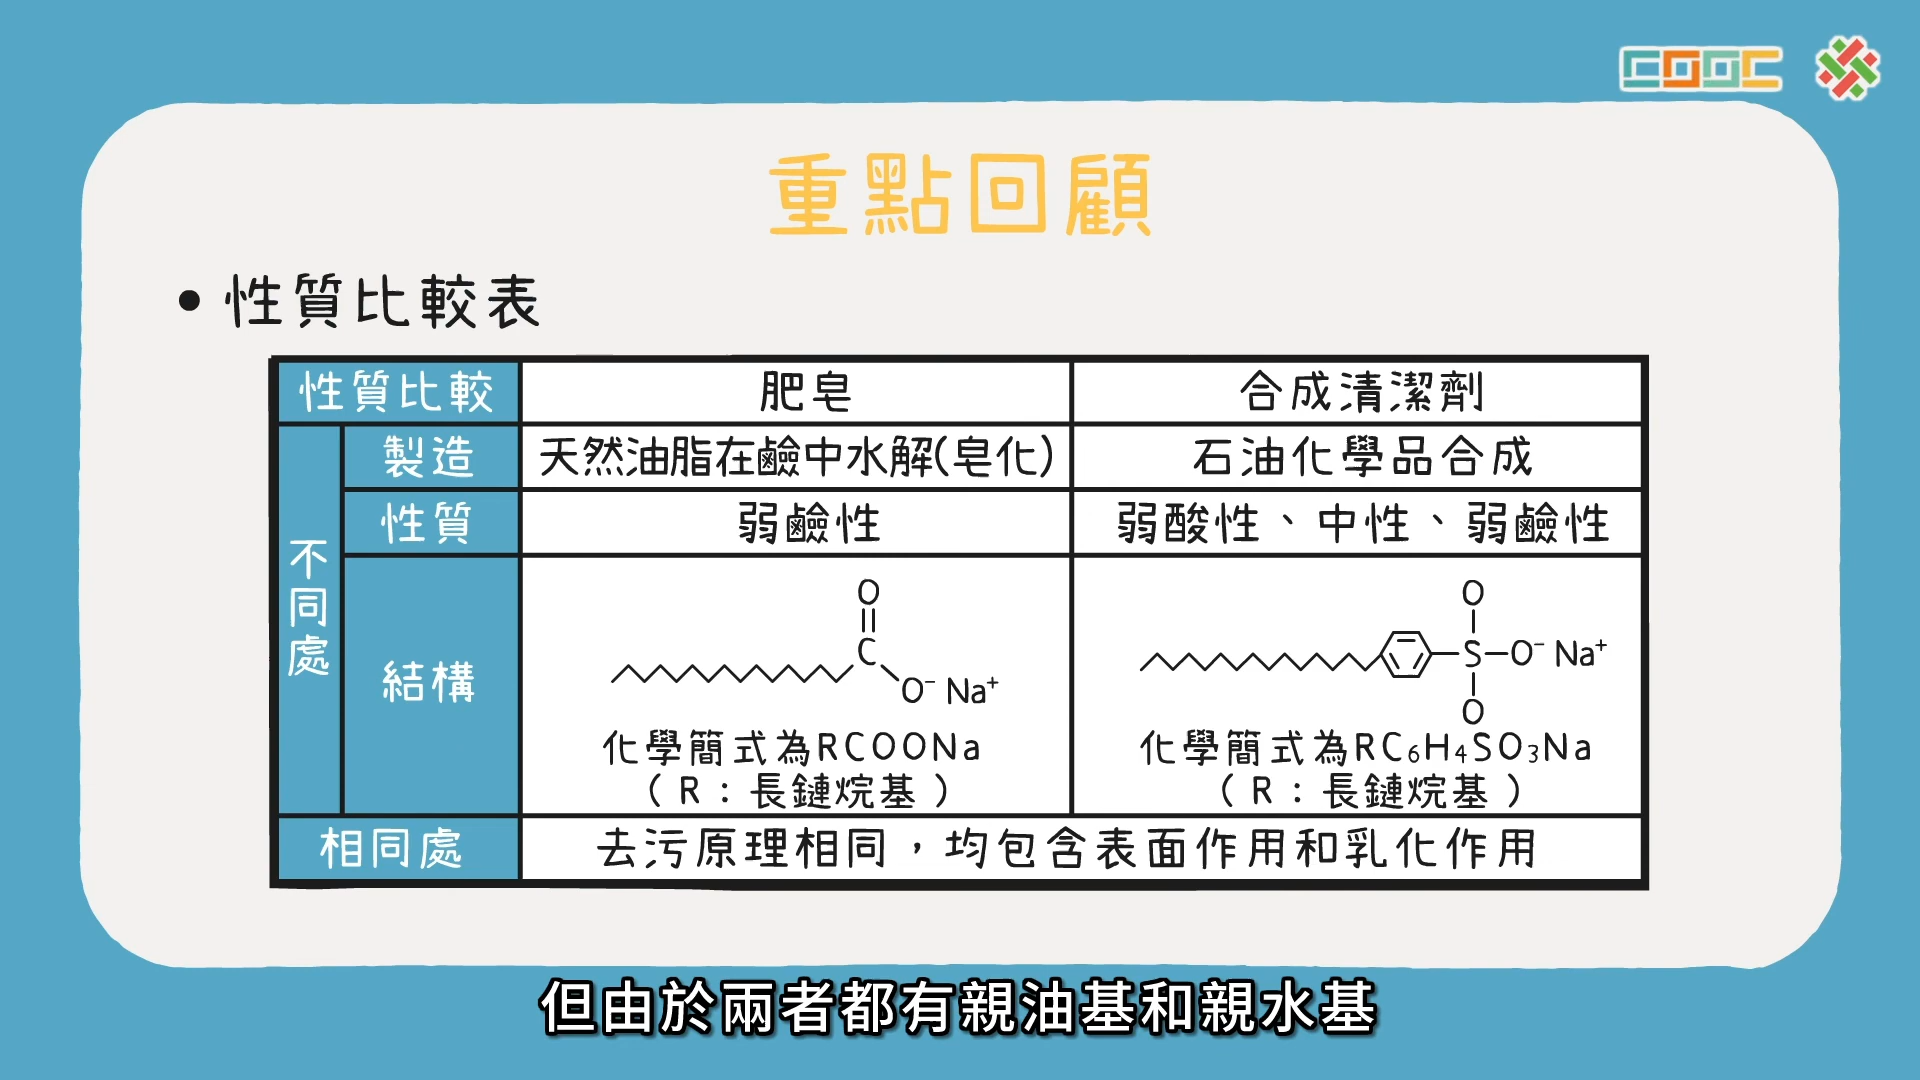 COOC
重點回顧
• 性質比較表
性質比較 肥皂 合成清潔劑
不同處
製造 天然油脂在鹼中水解(皂化) 石油化學品合成
性質 弱鹼性 弱酸性、中性、弱鹼性
結構
O
C
O⁻ Na⁺
化學簡式為RCOONa
(R：長鏈烷基)
O
S O⁻ Na⁺
O
化學簡式為RC₆H₄SO₃Na
(R：長鏈烷基)
相同處 去污原理相同，均包含表面作用和乳化作用
但由於兩者都有親油基和親水基